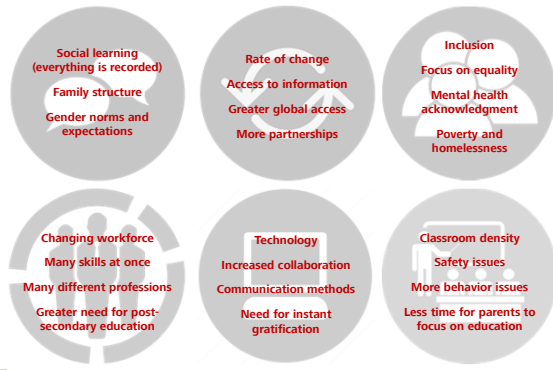 Social learning
(everything is recorded)
Family structure
Gender norms and
expectations
Rate of change
Access to information
Greater global access
More partnerships
Inclusion
Focus on equality
Mental health
acknowledgment
Poverty and
homelessness
Changing workforce
Many skills at once
Many different professions
Greater need for post-
secondary education
Technology
Increased collaboration
Communication methods
Need for instant
gratification
Classroom density
Safety issues
More behavior issues
Less time for parents to
focus on education